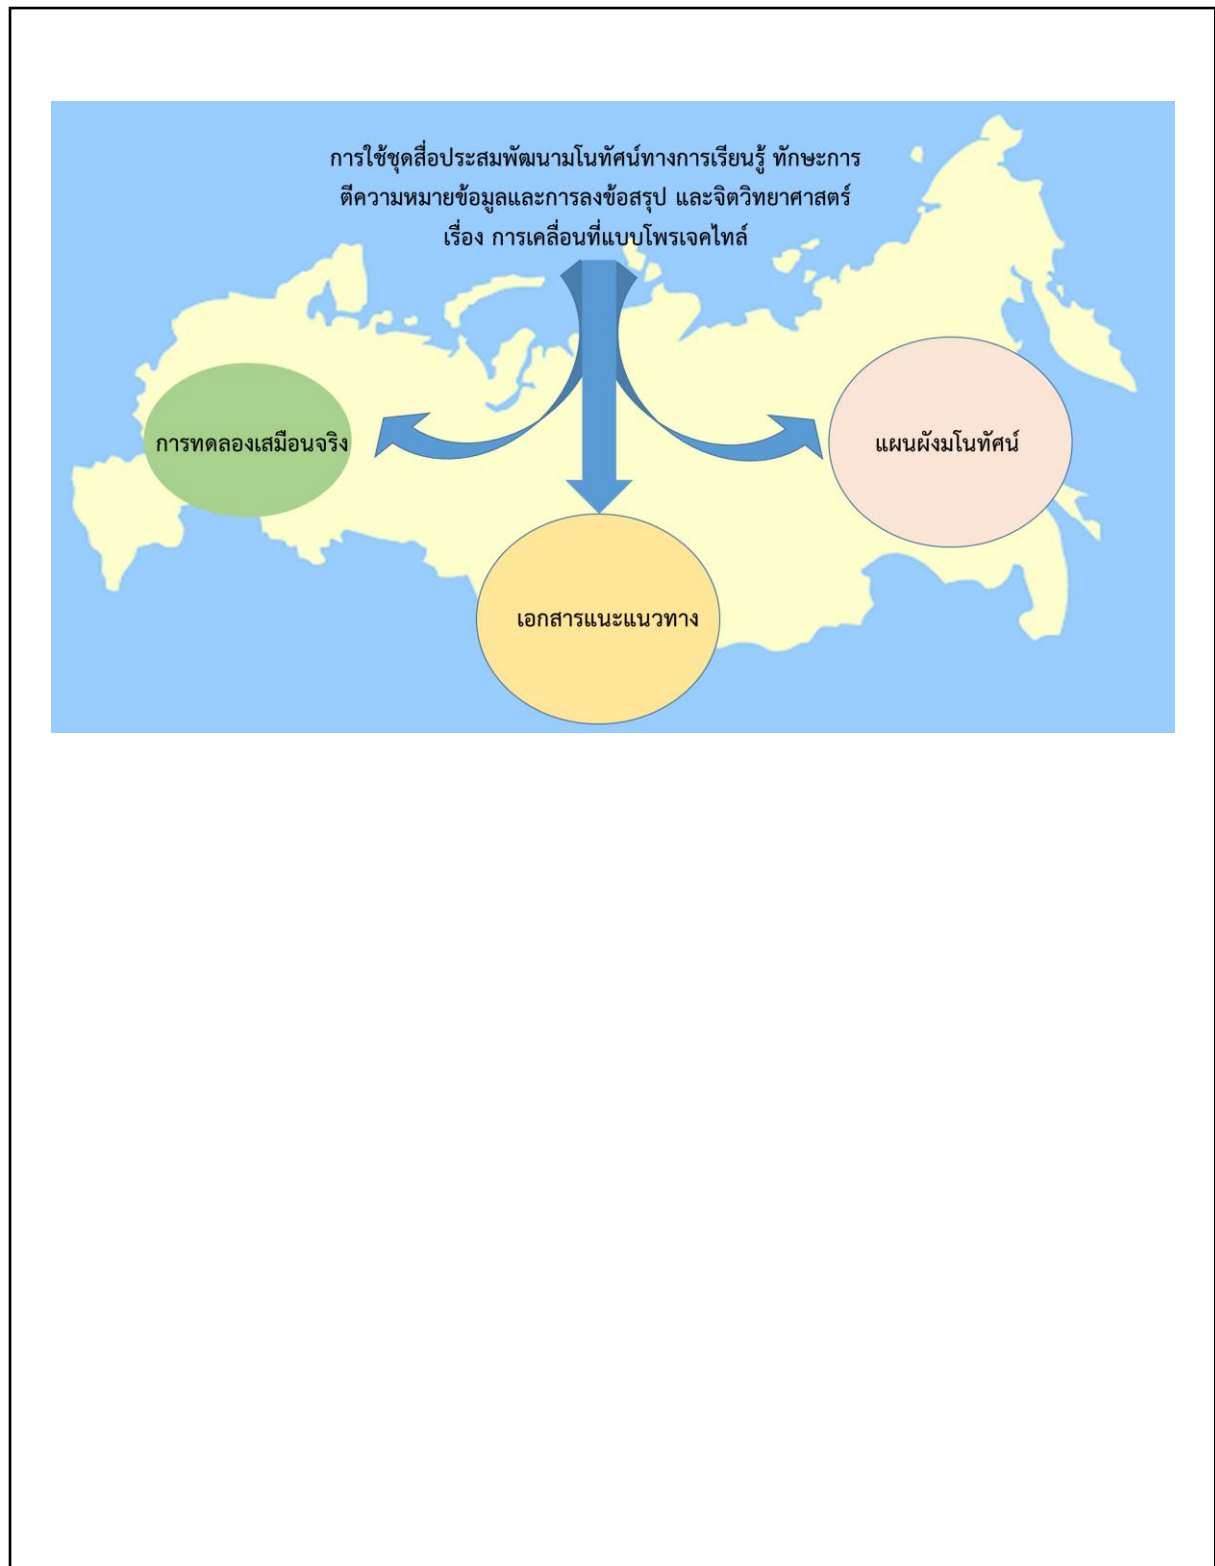 การใช้ชุดสื่อประสมพัฒนามโนทัศน์ทางการเรียนรู้ ทักษะการ
ตีความหมายข้อมูลและการลงข้อสรุป และจิตวิทยาศาสตร์
เรื่อง การเคลื่อนที่แบบโพรเจคไทล์
การทดลองเสมือนจริง
แผนผังมโนทัศน์
เอกสารแนะแนวทาง